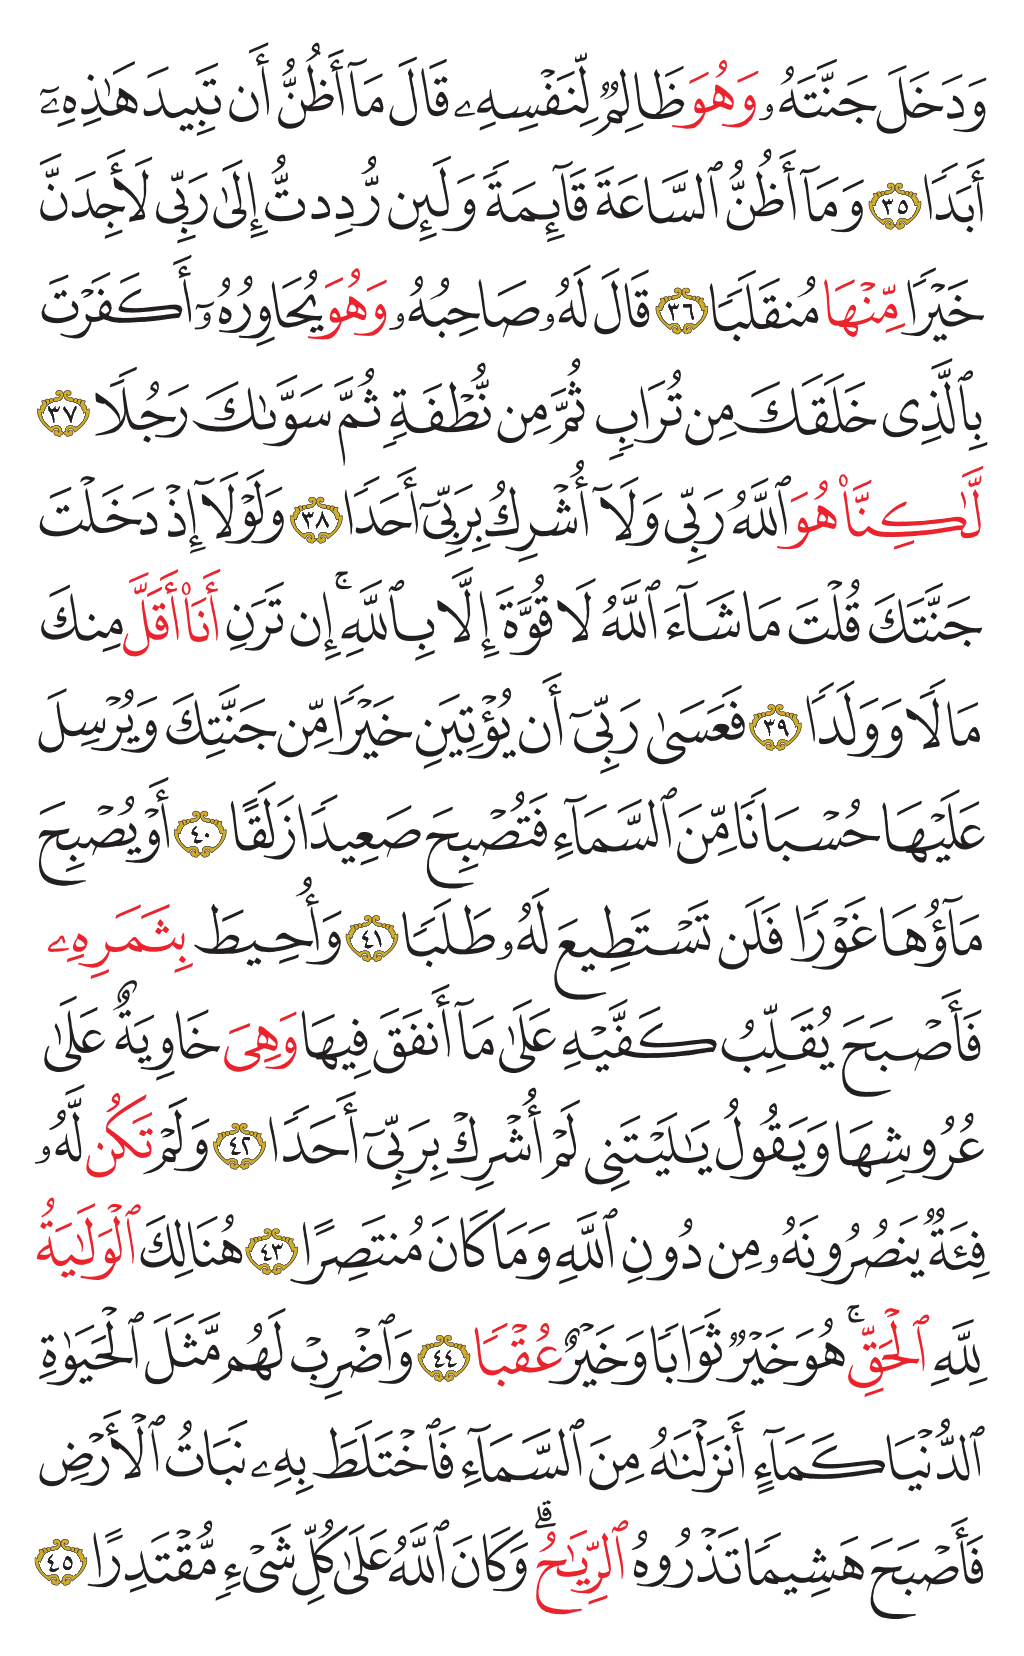 وَدَخَلَ جَنَّتَهُۥ وَهُوَ ظَالِمٌ لِّنَفْسِهِۦ قَالَ مَآ أَظُنُّ أَن تَبِيدَ هَٰذِهِۦٓ
أَبَدًا ٣٥ وَمَآ أَظُنُّ ٱلسَّاعَةَ قَآئِمَةً وَلَئِن رُّدِدتُّ إِلَىٰ رَبِّى لَأَجِدَنَّ
خَيْرًا مِّنْهَا مُنقَلَبًا ٣٦ قَالَ لَهُۥ صَاحِبُهُۥ وَهُوَ يُحَاوِرُهُۥٓ أَكَفَرْتَ
بِٱلَّذِى خَلَقَكَ مِن تُرَابٍ ثُمَّ مِن نُّطْفَةٍ ثُمَّ سَوَّىٰكَ رَجُلًا ٣٧
لَّٰكِنَّا۠ هُوَ ٱللَّهُ رَبِّى وَلَآ أُشْرِكُ بِرَبِّىٓ أَحَدًا ٣٨ وَلَوْلَآ إِذْ دَخَلْتَ
جَنَّتَكَ قُلْتَ مَا شَآءَ ٱللَّهُ لَا قُوَّةَ إِلَّا بِٱللَّهِ ۚ إِن تَرَنِ أَنَا۠ أَقَلَّ مِنكَ
مَالًا وَوَلَدًا ٣٩ فَعَسَىٰ رَبِّىٓ أَن يُؤْتِيَنِ خَيْرًا مِّن جَنَّتِكَ وَيُرْسِلَ
عَلَيْهَا حُسْبَانًا مِّنَ ٱلسَّمَآءِ فَتُصْبِحَ صَعِيدًا زَلَقًا ٤٠ أَوْ يُصْبِحَ
مَآؤُهَا غَوْرًا فَلَن تَسْتَطِيعَ لَهُۥ طَلَبًا ٤١ وَأُحِيطَ بِثَمَرِهِۦ
فَأَصْبَحَ يُقَلِّبُ كَفَّيْهِ عَلَىٰ مَآ أَنفَقَ فِيهَا وَهِىَ خَاوِيَةٌ عَلَىٰ
عُرُوشِهَا وَيَقُولُ يَٰلَيْتَنِى لَمْ أُشْرِكْ بِرَبِّىٓ أَحَدًا ٤٢ وَلَمْ تَكُن لَّهُۥ
فِئَةٌ يَنصُرُونَهُۥ مِن دُونِ ٱللَّهِ وَمَا كَانَ مُنتَصِرًا ٤٣ هُنَالِكَ ٱلْوَلَٰيَةُ
لِلَّهِ ٱلْحَقِّ ۚ هُوَ خَيْرٌ ثَوَابًا وَخَيْرٌ عُقْبًا ٤٤ وَٱضْرِبْ لَهُم مَّثَلَ ٱلْحَيَوٰةِ
ٱلدُّنْيَا كَمَآءٍ أَنزَلْنَٰهُ مِنَ ٱلسَّمَآءِ فَٱخْتَلَطَ بِهِۦ نَبَاتُ ٱلْأَرْضِ
فَأَصْبَحَ هَشِيمًا تَذْرُوهُ ٱلرِّيَٰحُ ۗ وَكَانَ ٱللَّهُ عَلَىٰ كُلِّ شَىْءٍ مُّقْتَدِرًا ٤٥